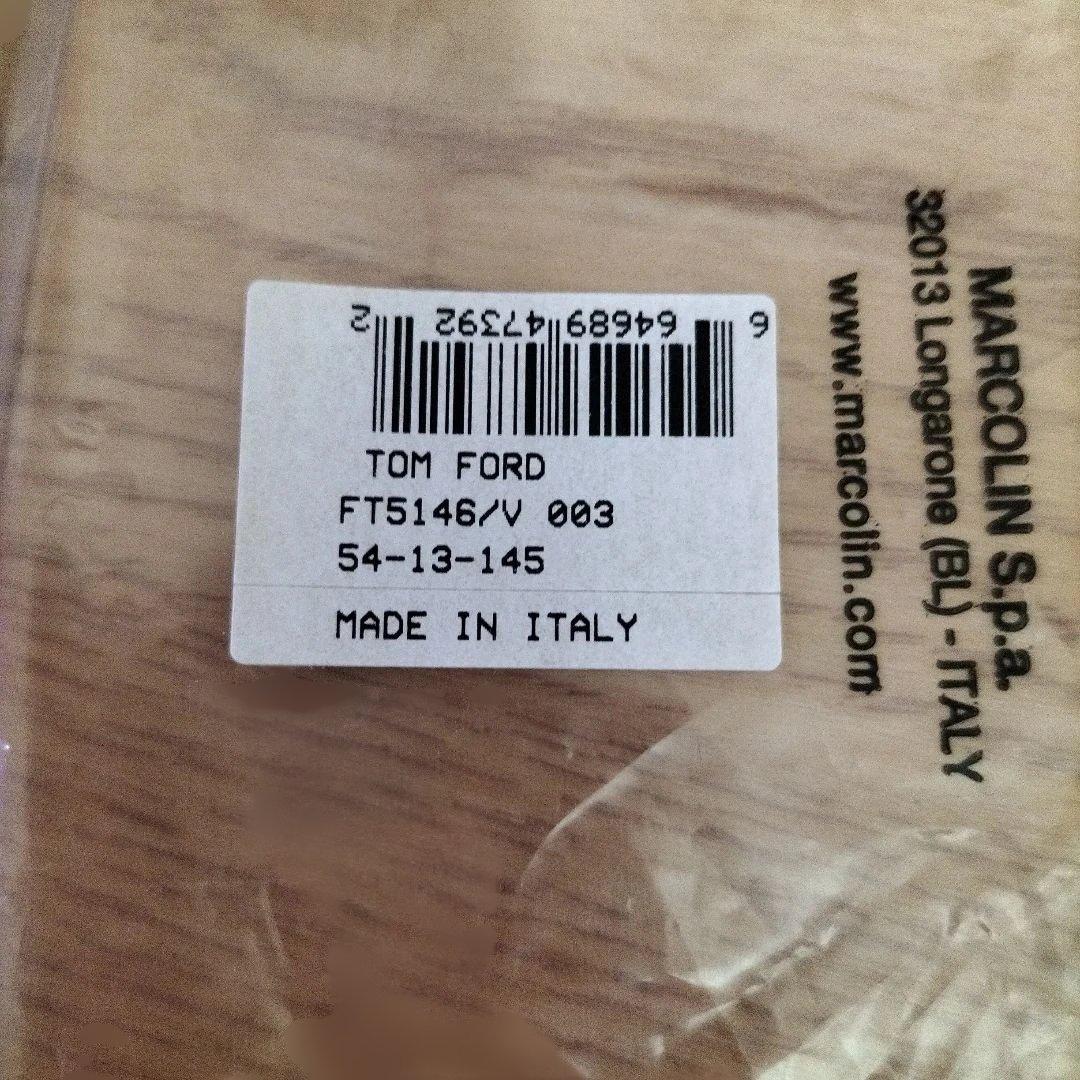 6 64689 47392 2
TOM FORD
FT5146/V 003
54-13-145
MADE IN ITALY
MARCOLIN S.p.a.
32013 Longarone (BL) - ITALY
www.marcolin.com